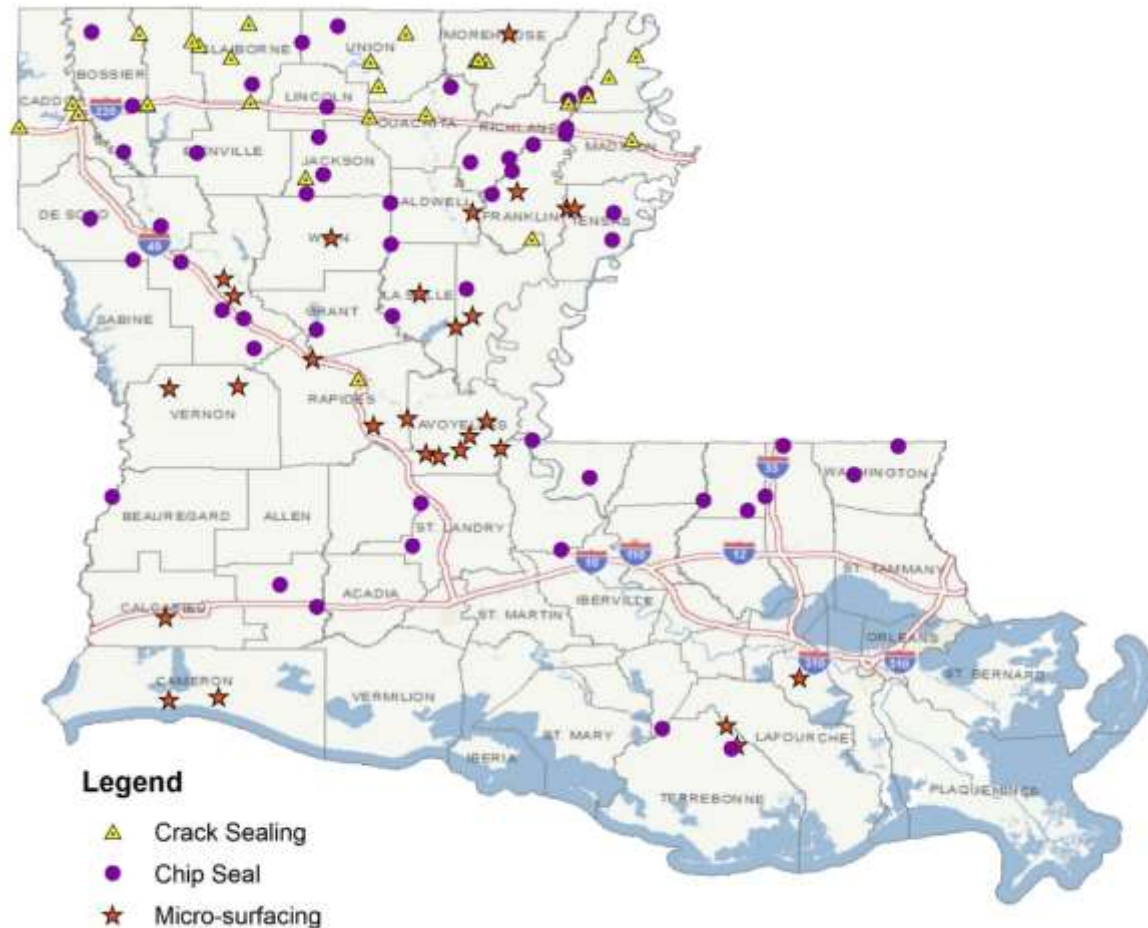 CLAIBORNE
UNION
MOREHOUSE
BOSSIER
CADDO
220
LINCOLN
OUACHITA
RICHLAND
MADISON
BIENVILLE
JACKSON
CALDWELL
DE SOTO
FRANKLIN
TENSAS
49
WINN
LA SALLE
SABINE
GRANT
RAPIDES
VERNON
AVOYELLES
55
WASHINGTON
BEAUREGARD
ALLEN
ST. LANDRY
10
110
12
ST. TAMMANY
CALCASIEU
ACADIA
ST. MARTIN
IBERVILLE
ORLEANS
310
510
ST. BERNARD
CAMERON
VERMILION
ST. MARY
LAFOURCHE
IBERIA
TERREBONNE
PLAQUEMINES
Legend
Crack Sealing
Chip Seal
Micro-surfacing